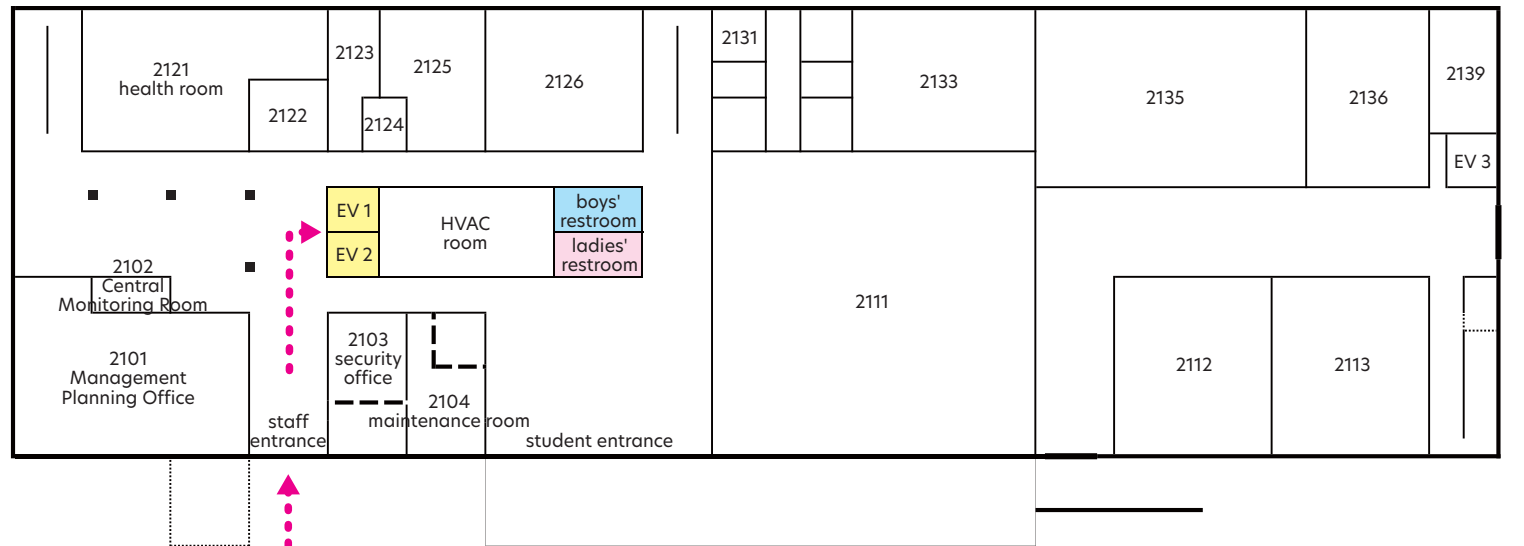 2121
health room
2122
2123
2124
2125
2126
2131
2133
2135
2136
2139
EV 3
EV 1
EV 2
HVAC
room
boys'
restroom
ladies'
restroom
2102
Central
Monitoring Room
2101
Management
Planning Office
staff
entrance
2103
security
office
2104
maintenance room
student entrance
2111
2112
2113